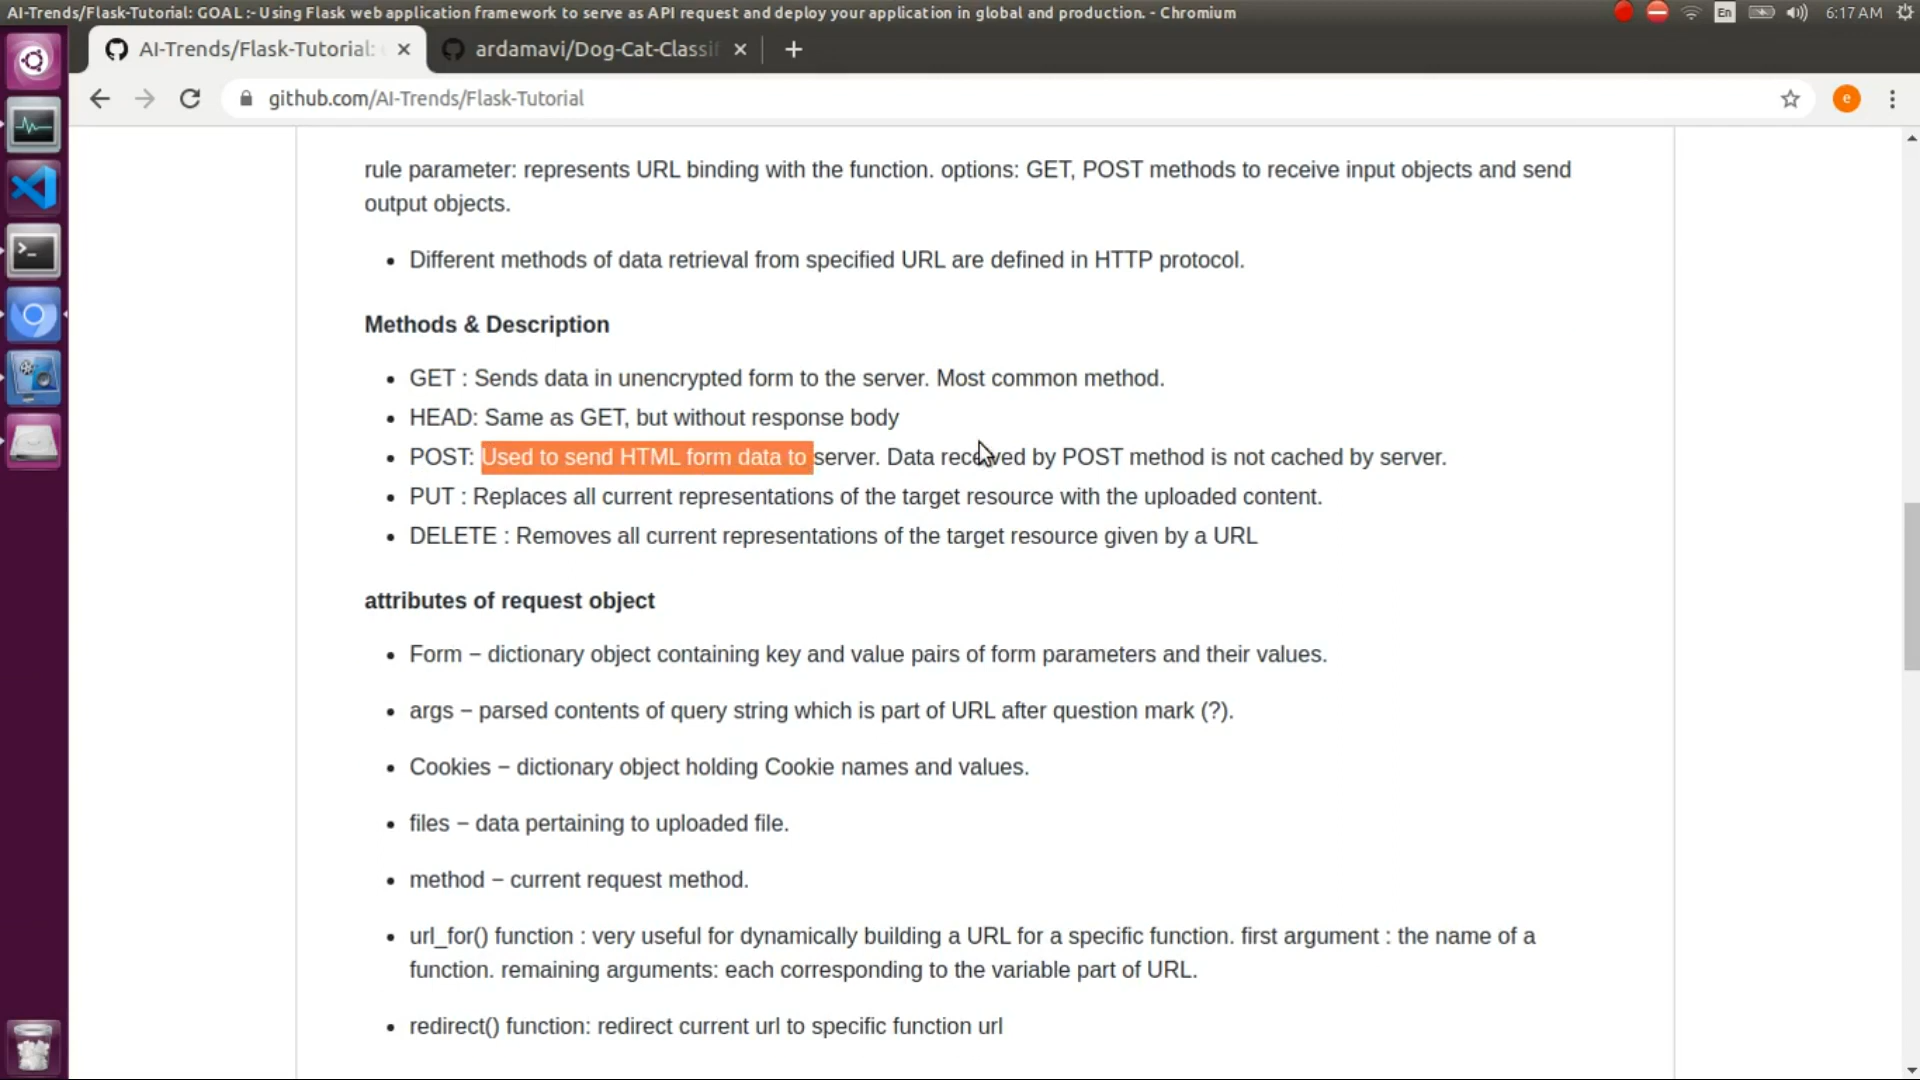 AI-Trends/Flask-Tutorial: GOAL :- Using Flask web application framework to serve as API request and deploy your application in global and production. - Chromium
En
6:17 AM
AI-Trends/Flask-Tutorial:
ardamavi/Dog-Cat-Classif
github.com/AI-Trends/Flask-Tutorial
e
rule parameter: represents URL binding with the function. options: GET, POST methods to receive input objects and send
output objects.
• Different methods of data retrieval from specified URL are defined in HTTP protocol.
Methods & Description
• GET : Sends data in unencrypted form to the server. Most common method.
• HEAD: Same as GET, but without response body
• POST: Used to send HTML form data to server. Data received by POST method is not cached by server.
• PUT : Replaces all current representations of the target resource with the uploaded content.
• DELETE : Removes all current representations of the target resource given by a URL
attributes of request object
• Form − dictionary object containing key and value pairs of form parameters and their values.
• args − parsed contents of query string which is part of URL after question mark (?).
• Cookies − dictionary object holding Cookie names and values.
• files − data pertaining to uploaded file.
• method − current request method.
• url_for() function : very useful for dynamically building a URL for a specific function. first argument : the name of a
function. remaining arguments: each corresponding to the variable part of URL.
• redirect() function: redirect current url to specific function url